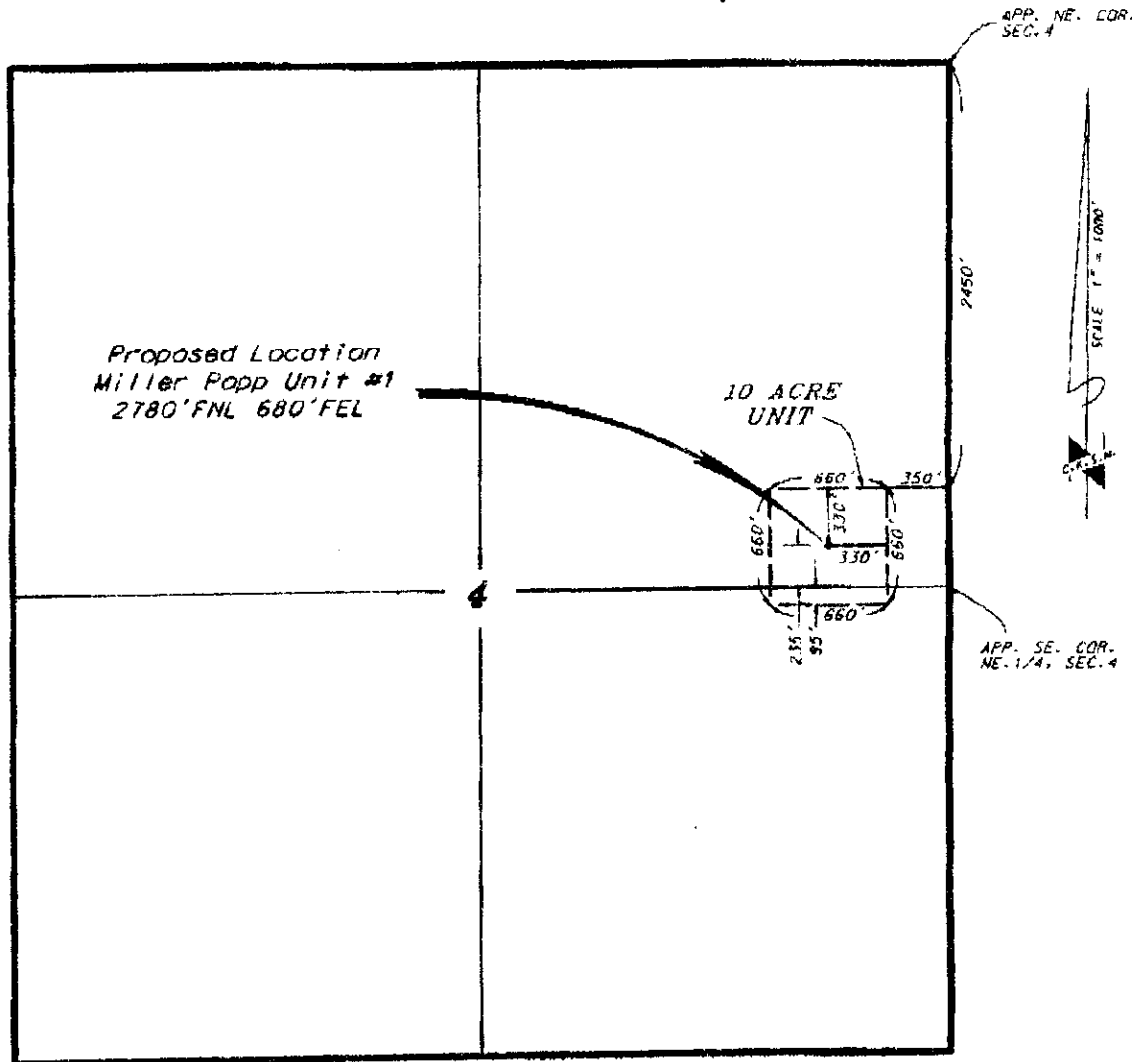 APP. NE. COR.
SEC. 4
2450'
SCALE 1" = 1000'
Proposed Location
Miller Popp Unit #1
2780'FNL 680'FEL
10 ACRE
UNIT
660'
350'
330'
660'
660'
330'
4
660'
235'
95'
APP. SE. COR.
NE. 1/4, SEC. 4